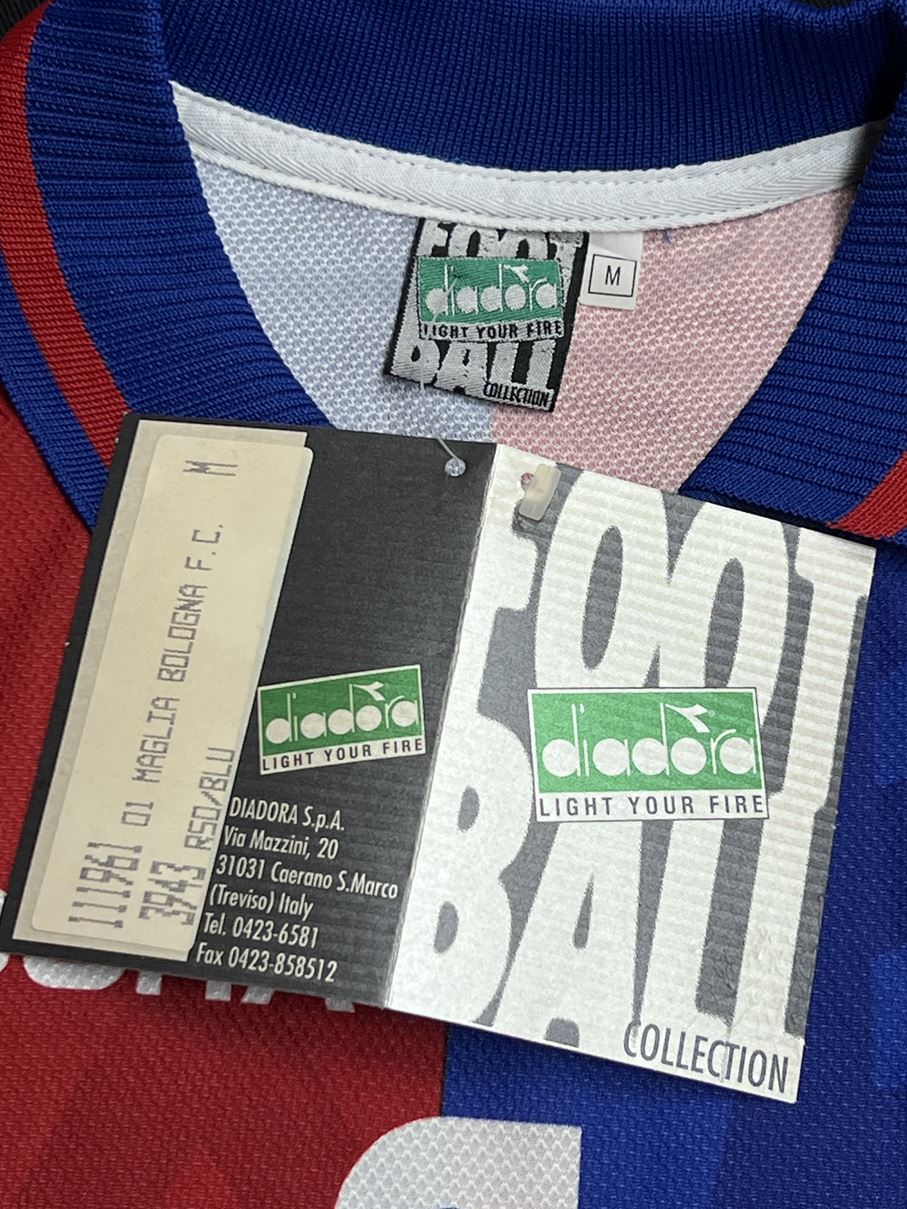 FOOT
diadora
LIGHT YOUR FIRE
BALL
COLLECTION
M
M
111961 01 MAGLIA BOLOGNA F.C.
3943 RSO/BLU
diadora
LIGHT YOUR FIRE
DIADORA S.p.A.
Via Mazzini, 20
31031 Caerano S.Marco
(Treviso) Italy
Tel. 0423-6581
Fax 0423-858512
FOOT
diadora
LIGHT YOUR FIRE
BALL
COLLECTION